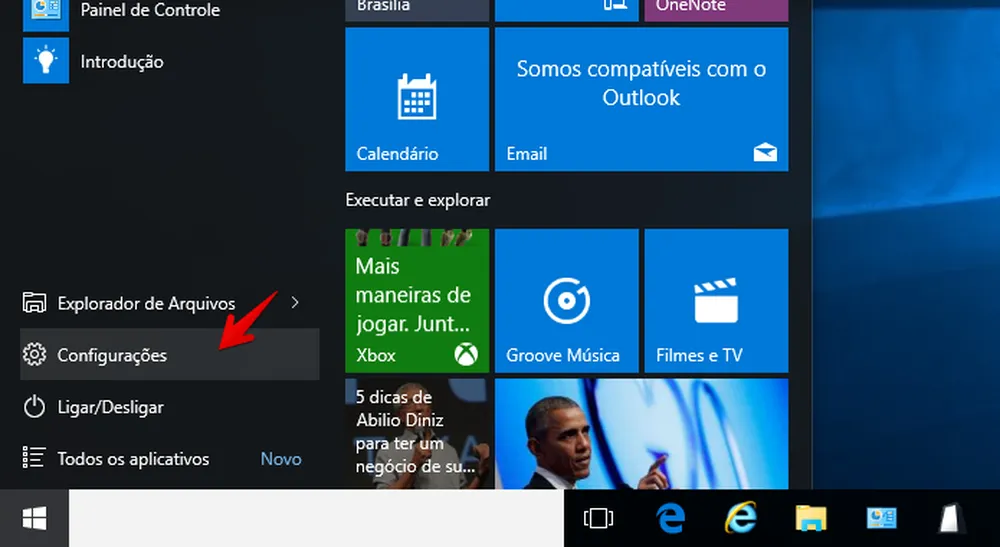 Painel de Controle
Introdução
Explorador de Arquivos
Configurações
Ligar/Desligar
Todos os aplicativos
Novo
Brasília
OneNote
Calendário
Somos compatíveis com o
Outlook
Email
Executar e explorar
Mais
maneiras de
jogar. Junt...
Xbox
Groove Música
Filmes e TV
5 dicas de
Abilio Diniz
para ter um
negócio de su...